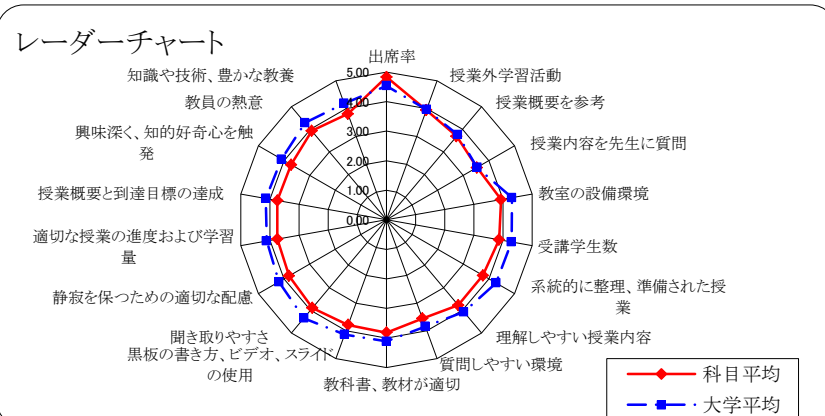 レーダーチャート
出席率
授業外学習活動
授業概要を参考
授業内容を先生に質問
教室の設備環境
受講学生数
系統的に整理、準備された授
業
理解しやすい授業内容
質問しやすい環境
教科書、教材が適切
黒板の書き方、ビデオ、スライド
の使用
聞き取りやすさ
静寂を保つための適切な配慮
適切な授業の進度および学習
量
授業概要と到達目標の達成
興味深く、知的好奇心を触
発
教員の熱意
知識や技術、豊かな教養
5.00
4.00
3.00
2.00
1.00
0.00
科目平均
大学平均